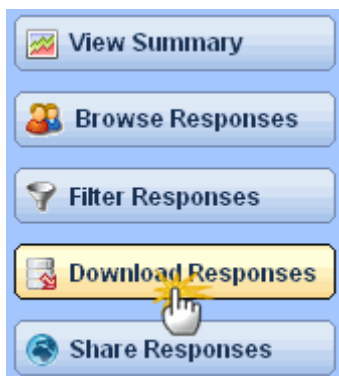 View Summary
Browse Responses
Filter Responses
Download Responses
Share Responses